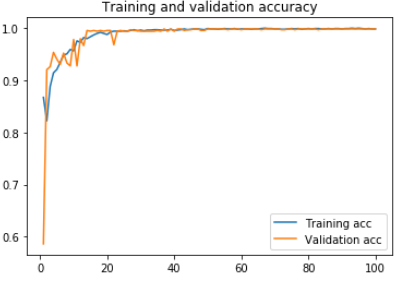 Training and validation accuracy
1.0
0.9
0.8
0.7
0.6
0 20 40 60 80 100
Training acc
Validation acc